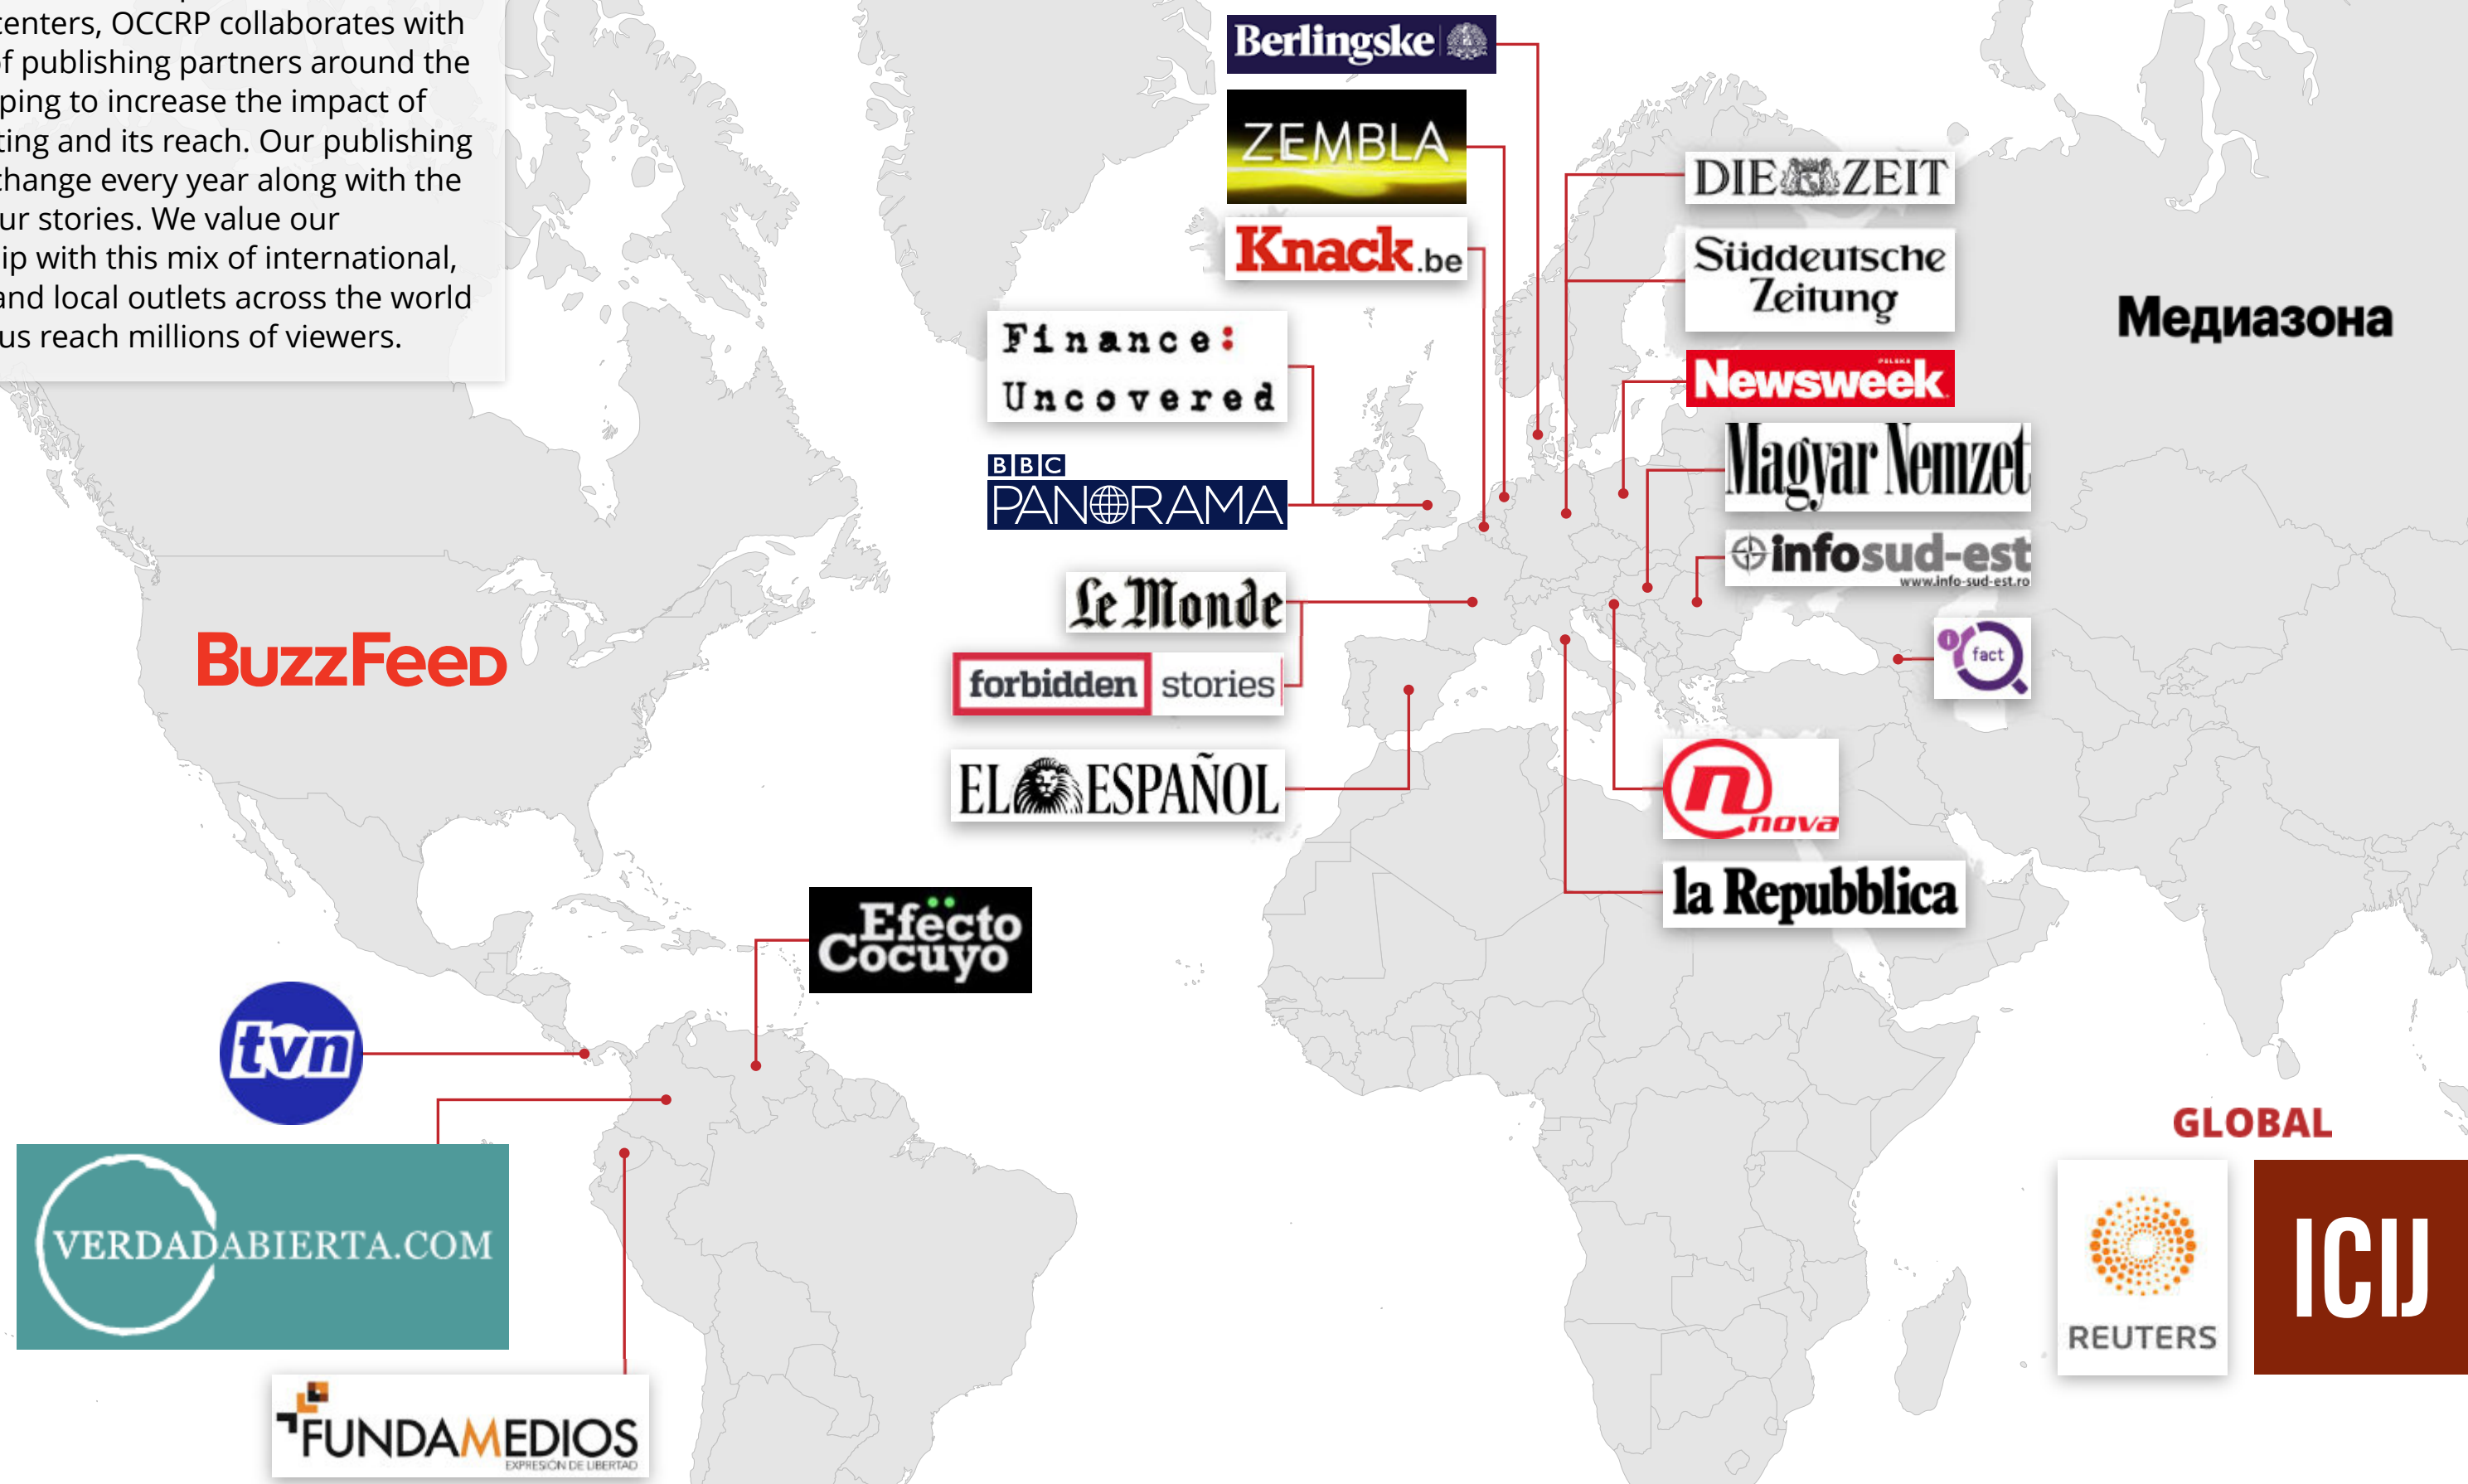 enters, OCCRP collaborates with
f publishing partners around the
ping to increase the impact of
ting and its reach. Our publishing
change every year along with the
ur stories. We value our
ip with this mix of international,
and local outlets across the world
us reach millions of viewers.
Berlingske
ZEMBLA
Knack.be
Finance:
Uncovered
BBC
PANORAMA
Le Monde
forbidden stories
EL ESPAÑOL
DIE ZEIT
Süddeutsche
Zeitung
POLSKA
Newsweek
Magyar Nemzet
infosud-est
www.info-sud-est.ro
i
fact
n
nova
la Repubblica
Медиазона
BuzzFeed
Efecto
Cocuyo
tvn
VERDADABIERTA.COM
FUNDAMEDIOS
EXPRESIÓN DE LIBERTAD
GLOBAL
REUTERS
ICIJ